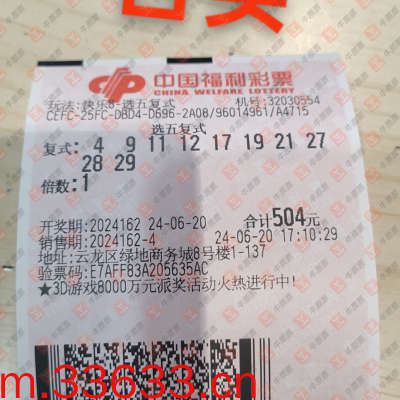 中国福利彩票
CHINA WELFARE LOTTERY
玩法:快乐8-选五复式 机号:32030554
CEFC-25FC-D8D4-D696-2A08/96014961/A4715
选五复式
复式: 4 9 11 12 17 19 21 27
28 29
倍数:1
开奖期:2024162 24-06-20 合计504元
销售期:2024162-4 24-06-20 17:10:29
地址:云龙区绿地商务城8号楼1-137
验票码:E7AFF83A205635AC
★3D游戏8000万元派奖活动火热进行中!
m.33633.cn